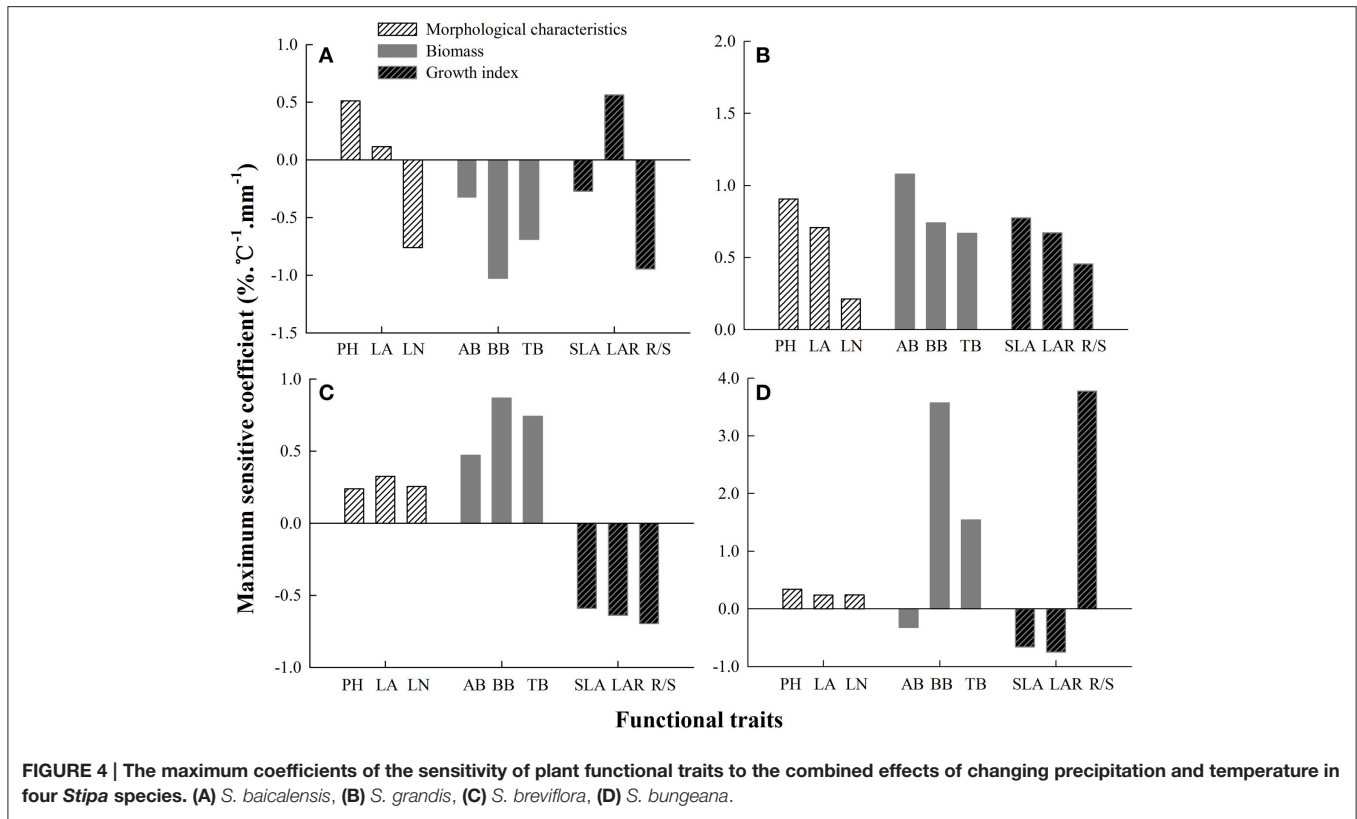 Morphological characteristics
Biomass
Growth index
A
1.0
0.5
0.0
-0.5
-1.0
-1.5
PH LA LN AB BB TB SLA LAR R/S
B
2.0
1.5
1.0
0.5
0.0
PH LA LN AB BB TB SLA LAR R/S
Maximum sensitive coefficient (%.℃⁻¹.mm⁻¹)
C
1.0
0.5
0.0
-0.5
-1.0
PH LA LN AB BB TB SLA LAR R/S
D
4.0
3.0
2.0
1.0
0.0
-1.0
PH LA LN AB BB TB SLA LAR R/S
Functional traits
FIGURE 4 | The maximum coefficients of the sensitivity of plant functional traits to the combined effects of changing precipitation and temperature in
four Stipa species. (A) S. baicalensis, (B) S. grandis, (C) S. breviflora, (D) S. bungeana.